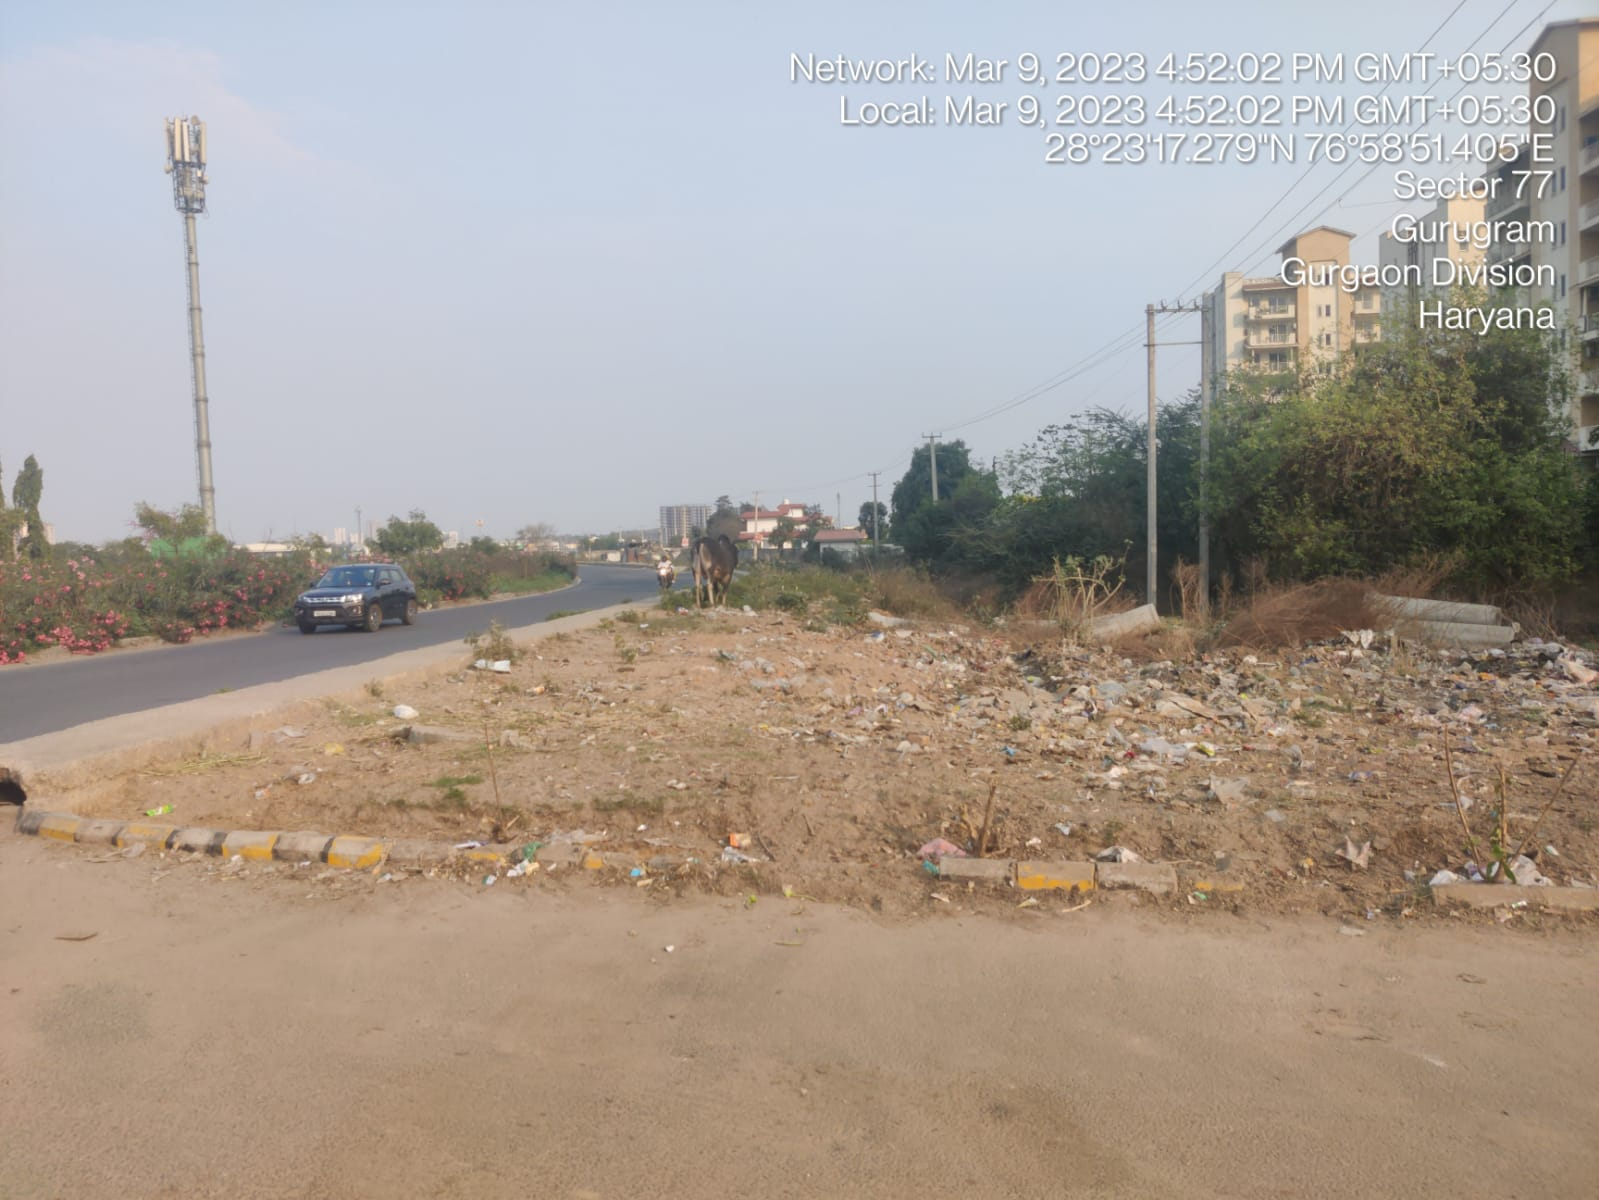 Network: Mar 9, 2023 4:52:02 PM GMT+05:30
Local: Mar 9, 2023 4:52:02 PM GMT+05:30
28°23'17.279"N 76°58'51.405"E
Sector 77
Gurugram
Gurgaon Division
Haryana